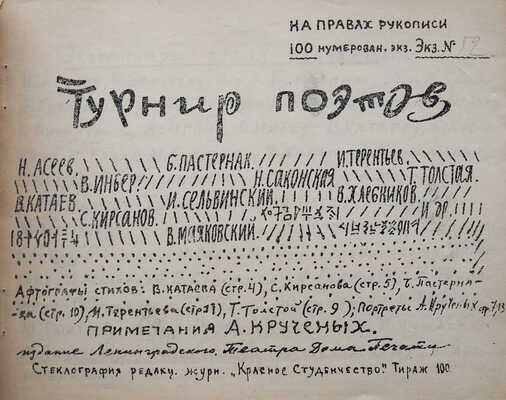 НА ПРАВАХ РУКОПИСИ
100 нумерован. экз. Экз. №
Турнир поэтов
Н. АСЕЕВ. Б. ПАСТЕРНАК. И. ТЕРЕНТЬЕВ.
В. ИНБЕР. Н. САКОНСКАЯ Т. ТОЛСТАЯ.
В. КАТАЕВ. И. СЕЛЬВИНСКИЙ. В. ХЛЕБНИКОВ.
С. КИРСАНОВ. И ДР.
В. МАЯКОВСКИЙ.
Афтографы стихов: В. КАТАЕВА (стр. 4), С. Кирсанова (стр. 5), Б. Пастерна-
ка (стр. 10), И. Терентьева (стр 11), Т. Толстой (стр. 9); Портреты А. Крученых стр. 7, 13
ПРИМЕЧАНИЯ А. КРУЧЕНЫХ.
издание Ленинградского Театра Дома Печати
Стеклография редакц. журн. „Красное Студенчество". Тираж 100